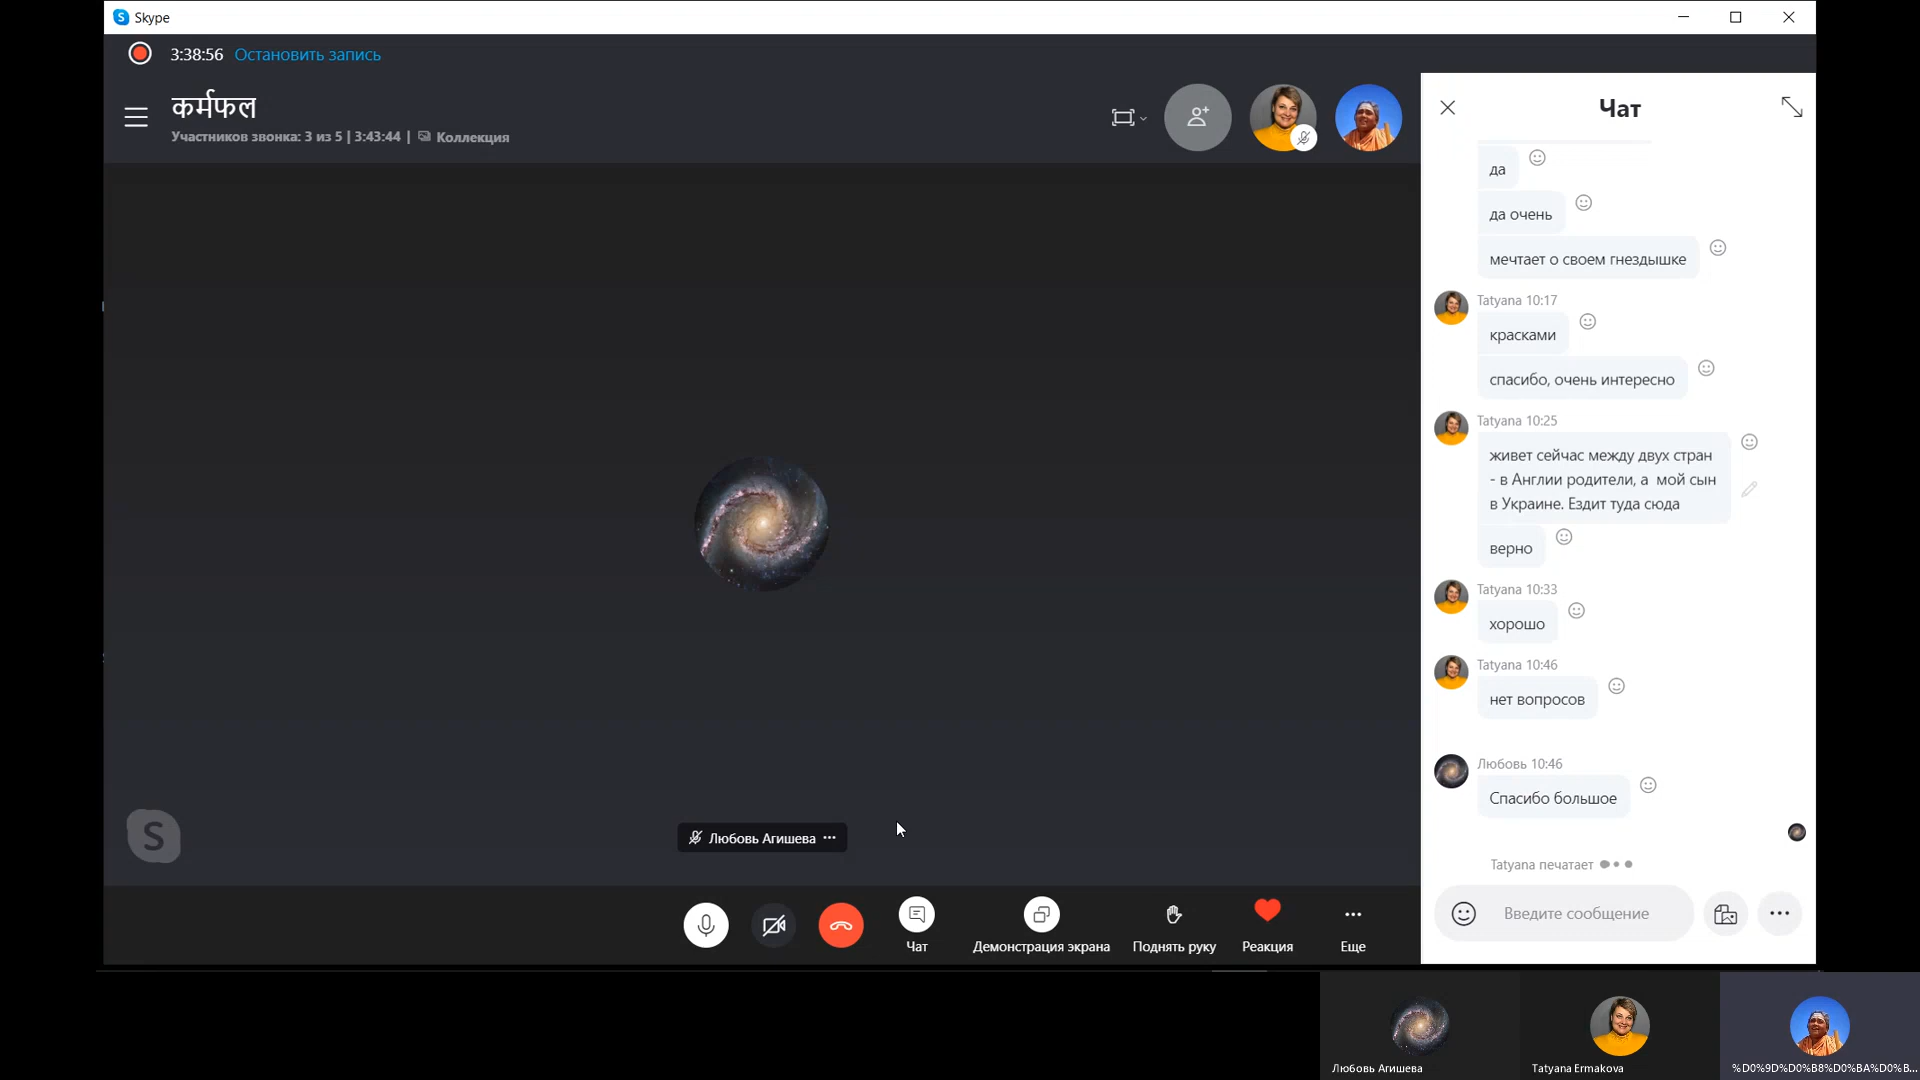 Skype
3:38:56 Остановить запись
कर्मफल
Участников звонка: 3 из 5 | 3:43:44 | Коллекция
Чат
да
да очень
мечтает о своем гнездышке
Tatyana 10:17
красками
спасибо, очень интересно
Tatyana 10:25
живет сейчас между двух стран
- в Англии родители, а мой сын
в Украине. Ездит туда сюда
верно
Tatyana 10:33
хорошо
Tatyana 10:46
нет вопросов
Любовь 10:46
Спасибо большое
Tatyana печатает
Введите сообщение
S
Любовь Агишева
Чат
Демонстрация экрана
Поднять руку
Реакция
Еще
Любовь Агишева
Tatyana Ermakova
%D0%9D%D0%B8%D0%BA%D0%B...